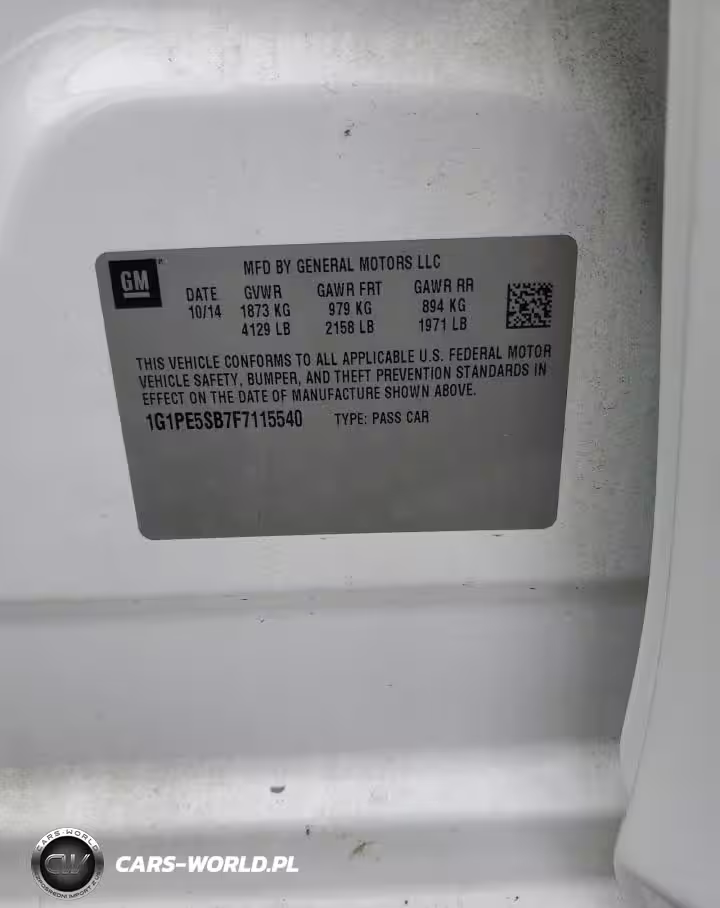 GM
MFD BY GENERAL MOTORS LLC
DATE GVWR GAWR FRT GAWR RR
10/14 1873 KG 979 KG 894 KG
4129 LB 2158 LB 1971 LB
THIS VEHICLE CONFORMS TO ALL APPLICABLE U.S. FEDERAL MOTOR
VEHICLE SAFETY, BUMPER, AND THEFT PREVENTION STANDARDS IN
EFFECT ON THE DATE OF MANUFACTURE SHOWN ABOVE.
1G1PE5SB7F7115540 TYPE: PASS CAR
CARS-WORLD
CW
CARS-WORLD.PL